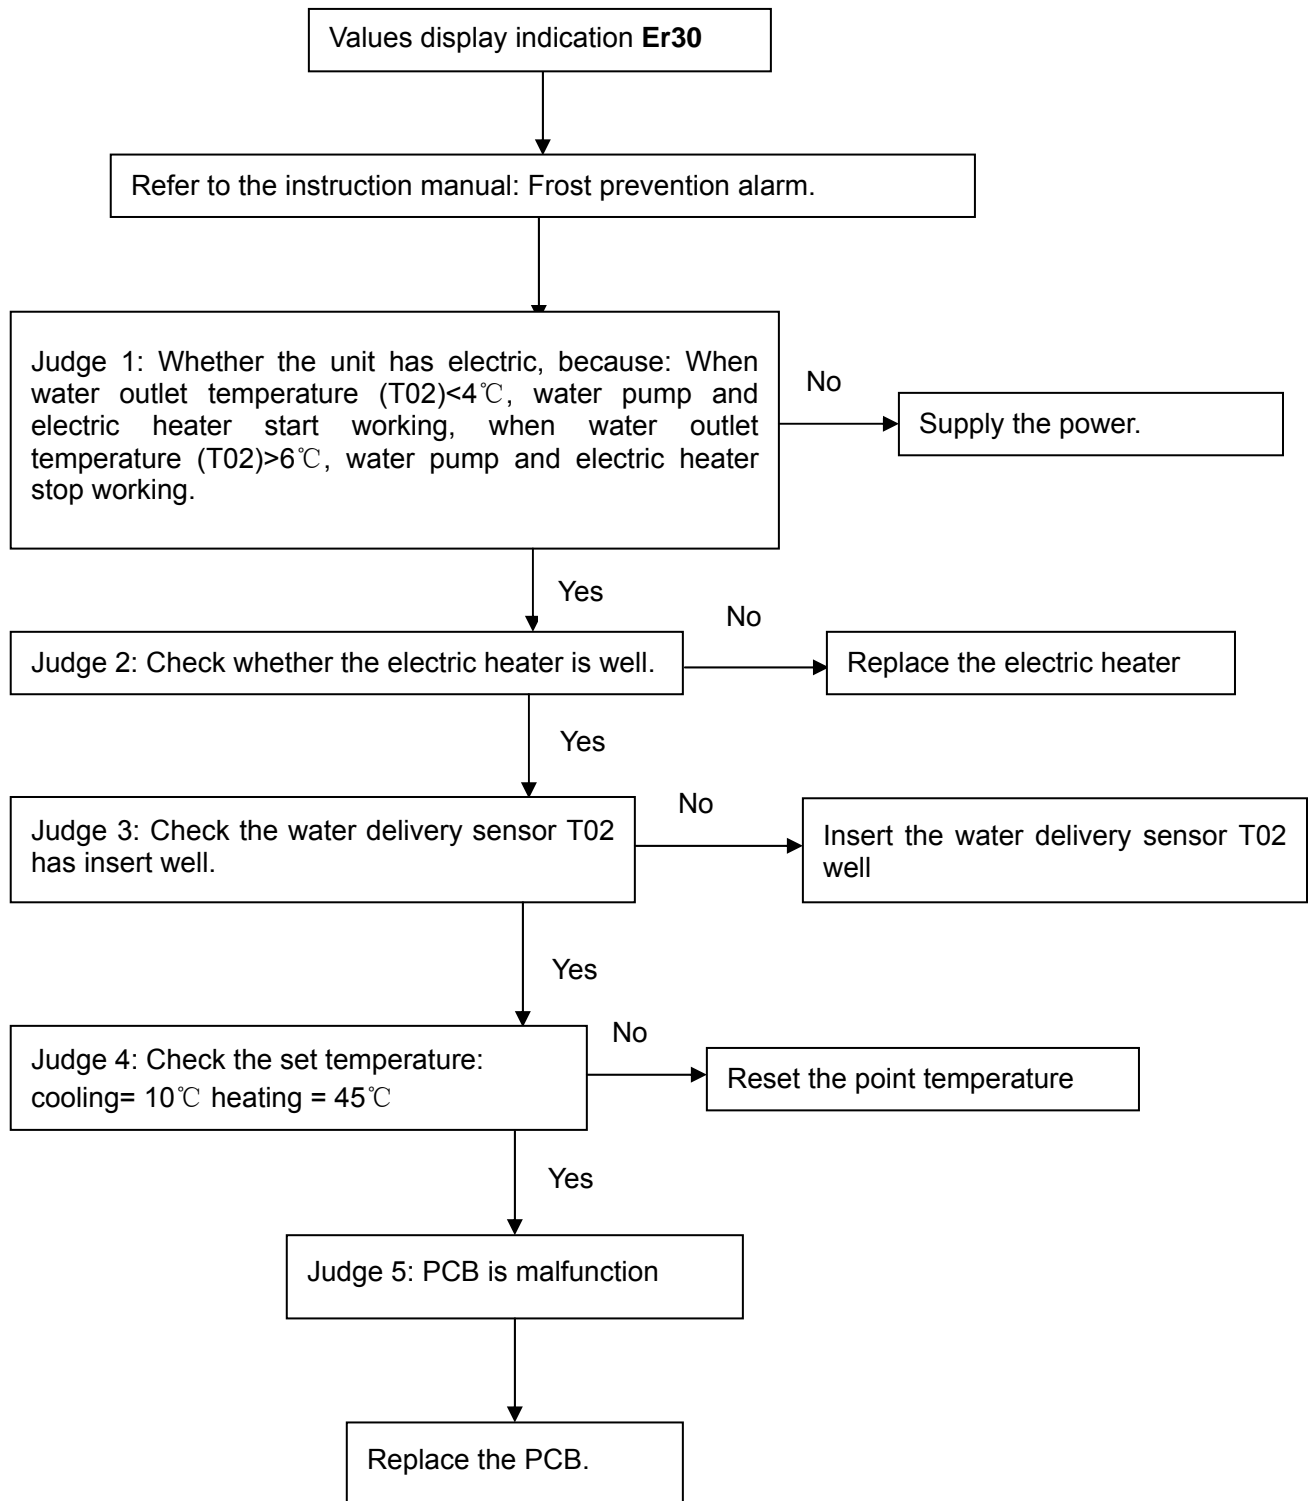 Values display indication Er30
Refer to the instruction manual: Frost prevention alarm.
Judge 1: Whether the unit has electric, because: When
water outlet temperature (T02)<4℃, water pump and
electric heater start working, when water outlet
temperature (T02)>6℃, water pump and electric heater
stop working.
No
Supply the power.
Yes
Judge 2: Check whether the electric heater is well.
No
Replace the electric heater
Yes
Judge 3: Check the water delivery sensor T02
has insert well.
No
Insert the water delivery sensor T02
well
Yes
Judge 4: Check the set temperature:
cooling= 10℃ heating = 45℃
No
Reset the point temperature
Yes
Judge 5: PCB is malfunction
Replace the PCB.